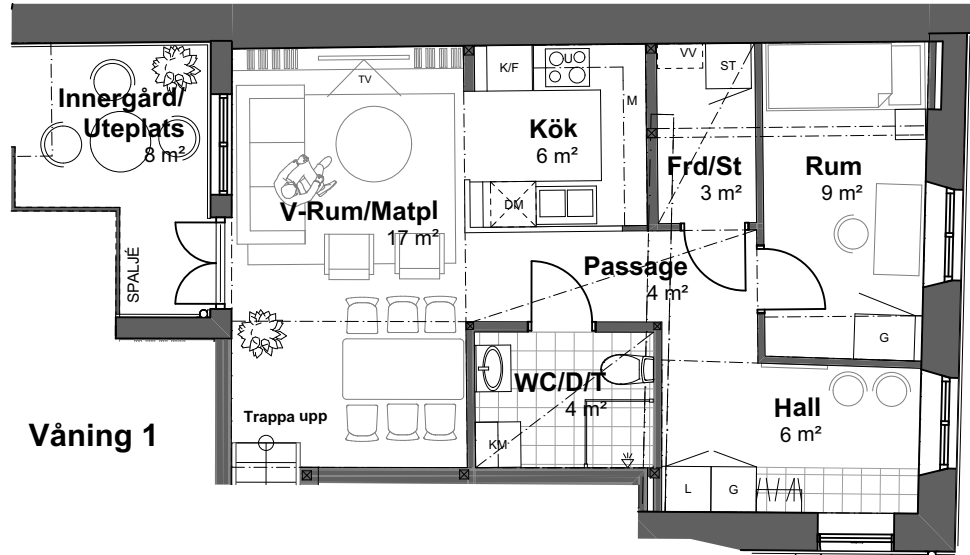 K/F
U
VV
ST
TV
M
Innergård/
Uteplats
8 m²
Kök
6 m²
Frd/St
3 m²
Rum
9 m²
DM
V-Rum/Matpl
17 m²
SPALJÉ
Passage
4 m²
G
WC/D/T
4 m²
Hall
6 m²
Trappa upp
Våning 1
KM
L
G